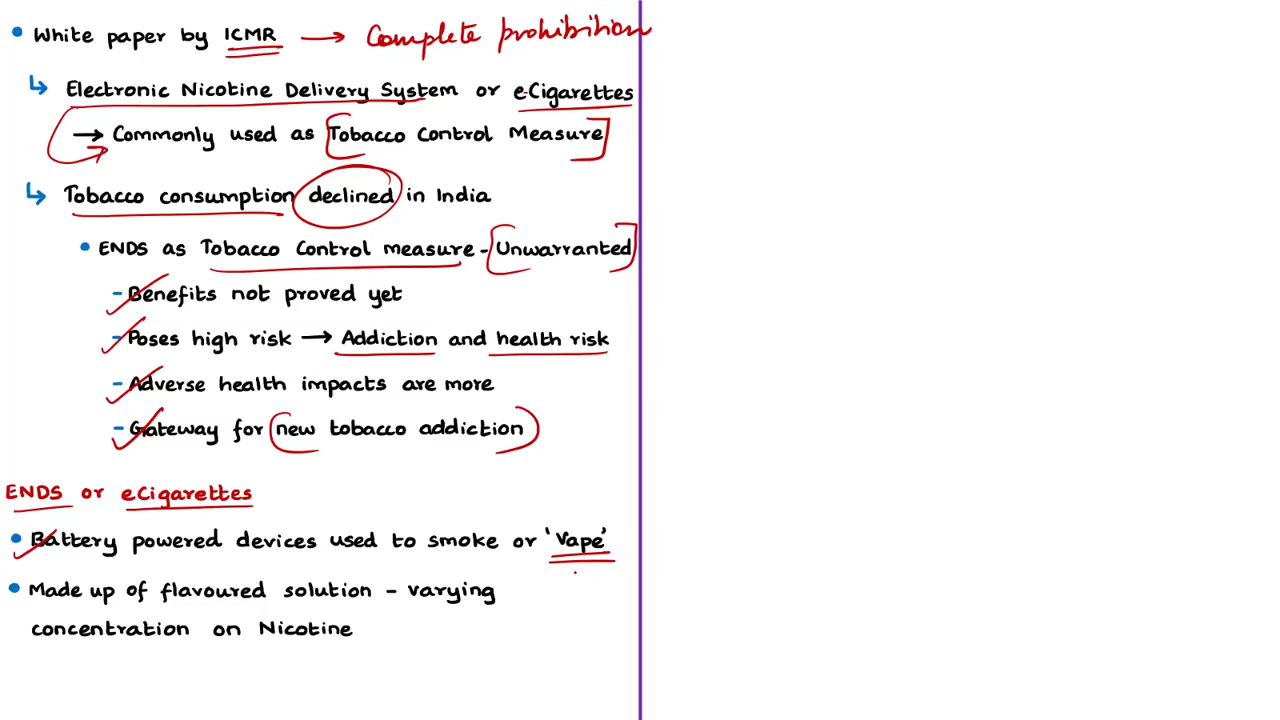 • White paper by ICMR → Complete prohibition
↳ Electronic Nicotine Delivery System or eCigarettes
→ Commonly used as [Tobacco Control Measure]
↳ Tobacco consumption declined in India
• ENDS as Tobacco Control measure - [Unwarranted]
- Benefits not proved yet
- Poses high risk → Addiction and health risk
- Adverse health impacts are more
- Gateway for (new tobacco addiction)
ENDS or eCigarettes
• Battery powered devices used to smoke or 'Vape'
• Made up of flavoured solution - varying
concentration on Nicotine